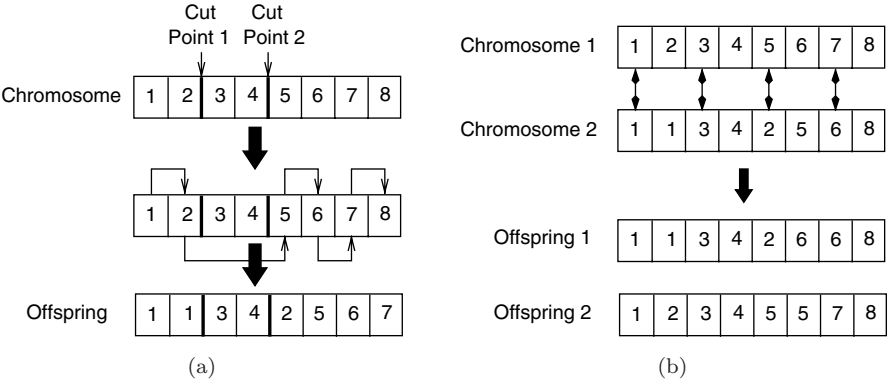 Cut
Point 1
Cut
Point 2
Chromosome
1 2 3 4 5 6 7 8
1 2 3 4 5 6 7 8
Offspring
1 1 3 4 2 5 6 7
(a)
Chromosome 1
1 2 3 4 5 6 7 8
Chromosome 2
1 1 3 4 2 5 6 8
Offspring 1
1 1 3 4 2 6 6 8
Offspring 2
1 2 3 4 5 5 7 8
(b)